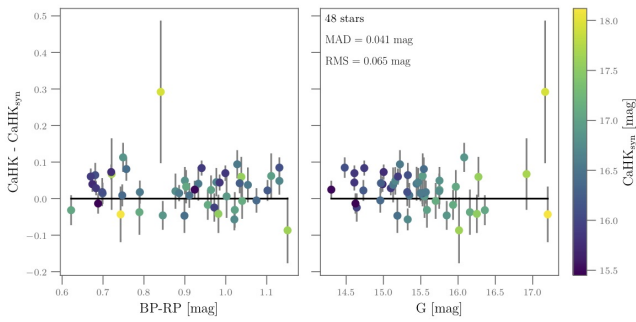 48 stars
MAD = 0.041 mag
RMS = 0.065 mag
CaHK - CaHKsyn
0.5
0.4
0.3
0.2
0.1
0.0
−0.1
−0.2
0.6 0.7 0.8 0.9 1.0 1.1
BP-RP [mag]
14.5 15.0 15.5 16.0 16.5 17.0
G [mag]
18.0
17.5
17.0
16.5
16.0
15.5
CaHKsyn [mag]